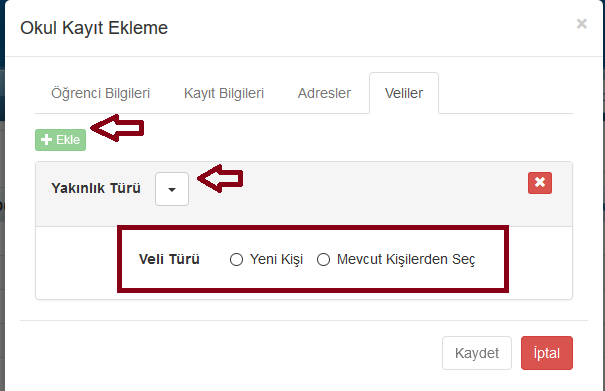 Okul Kayıt Ekleme
Öğrenci Bilgileri Kayıt Bilgileri Adresler Veliler
Ekle
Yakınlık Türü
Veli Türü Yeni Kişi Mevcut Kişilerden Seç
Kaydet İptal